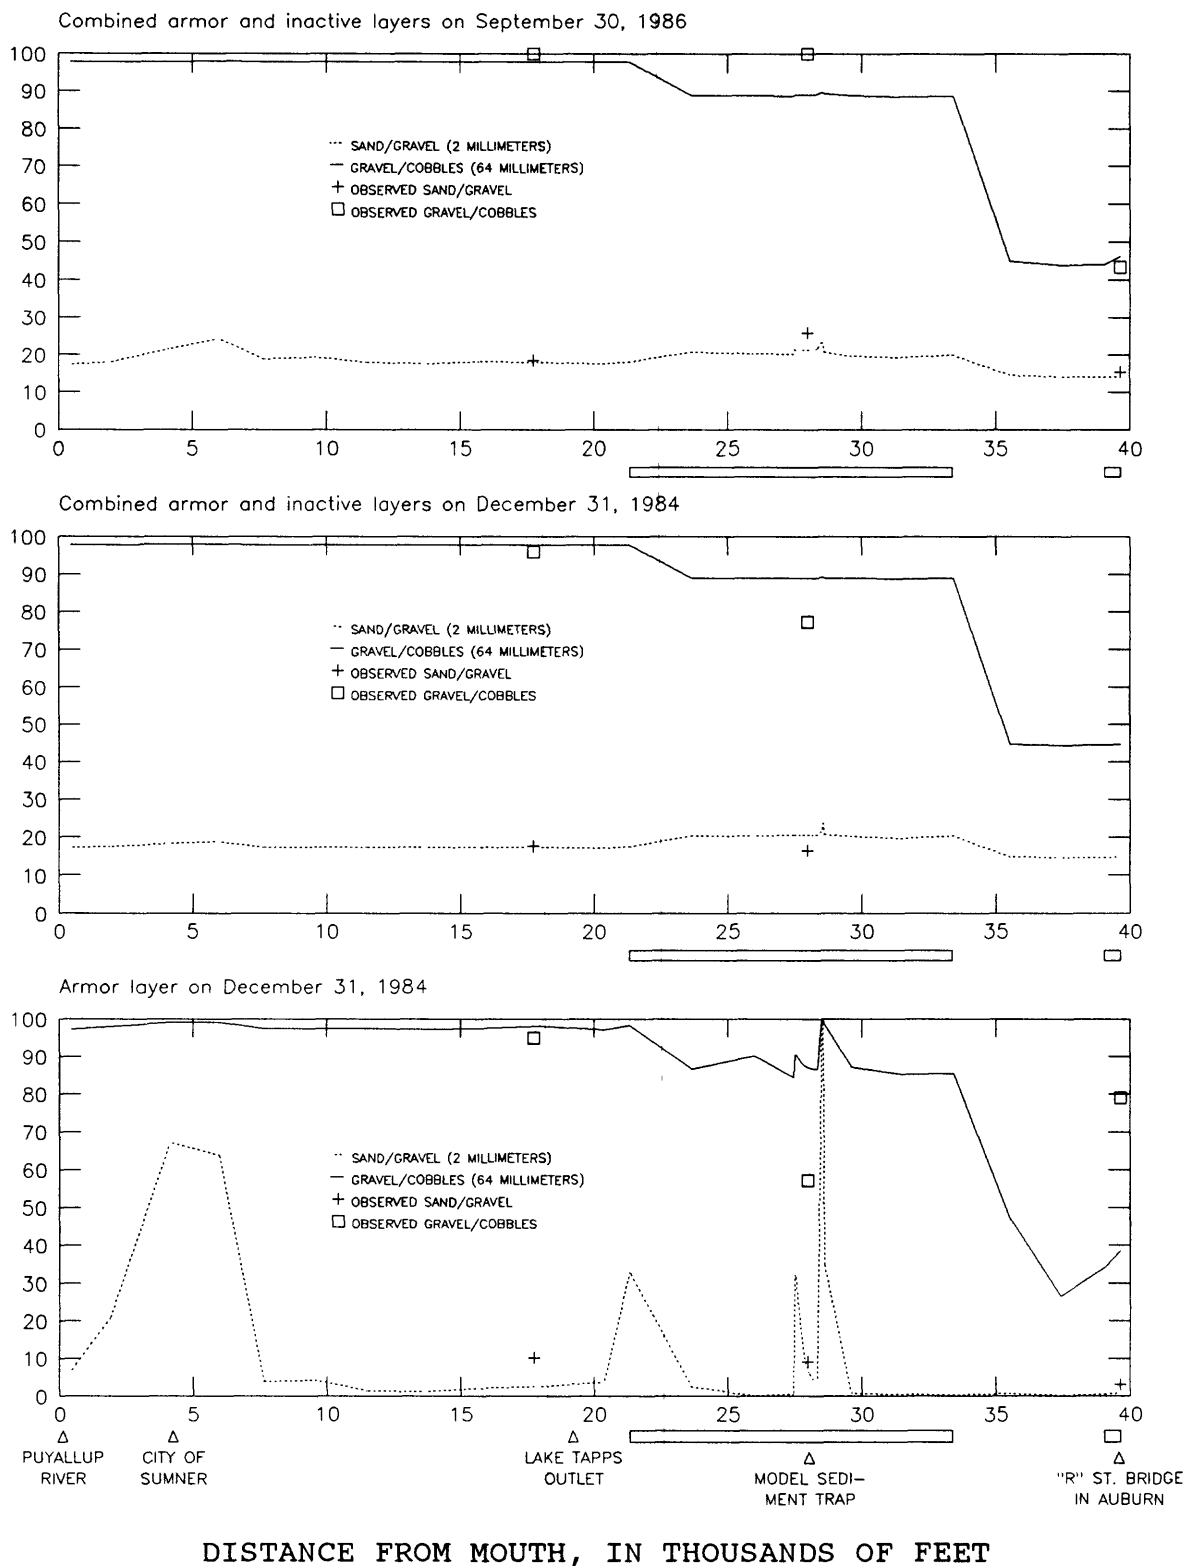 Combined armor and inactive layers on September 30, 1986
100
90
80
70
60
50
40
30
20
10
0
SAND/GRAVEL (2 MILLIMETERS)
GRAVEL/COBBLES (64 MILLIMETERS)
OBSERVED SAND/GRAVEL
OBSERVED GRAVEL/COBBLES
0 5 10 15 20 25 30 35 40
Combined armor and inactive layers on December 31, 1984
100
90
80
70
60
50
40
30
20
10
0
SAND/GRAVEL (2 MILLIMETERS)
GRAVEL/COBBLES (64 MILLIMETERS)
OBSERVED SAND/GRAVEL
OBSERVED GRAVEL/COBBLES
0 5 10 15 20 25 30 35 40
Armor layer on December 31, 1984
100
90
80
70
60
50
40
30
20
10
0
SAND/GRAVEL (2 MILLIMETERS)
GRAVEL/COBBLES (64 MILLIMETERS)
OBSERVED SAND/GRAVEL
OBSERVED GRAVEL/COBBLES
0 5 10 15 20 25 30 35 40
PUYALLUP
RIVER
CITY OF
SUMNER
LAKE TAPPS
OUTLET
MODEL SEDI-
MENT TRAP
"R" ST. BRIDGE
IN AUBURN
DISTANCE FROM MOUTH, IN THOUSANDS OF FEET